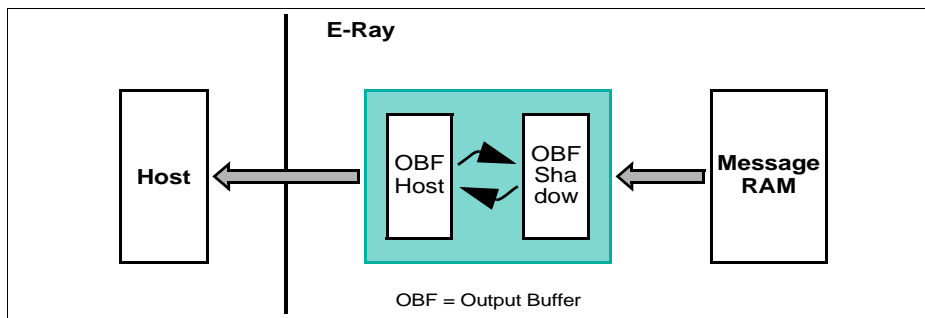 E-Ray
Host
OBF
Host
OBF
Sha
dow
Message
RAM
OBF = Output Buffer